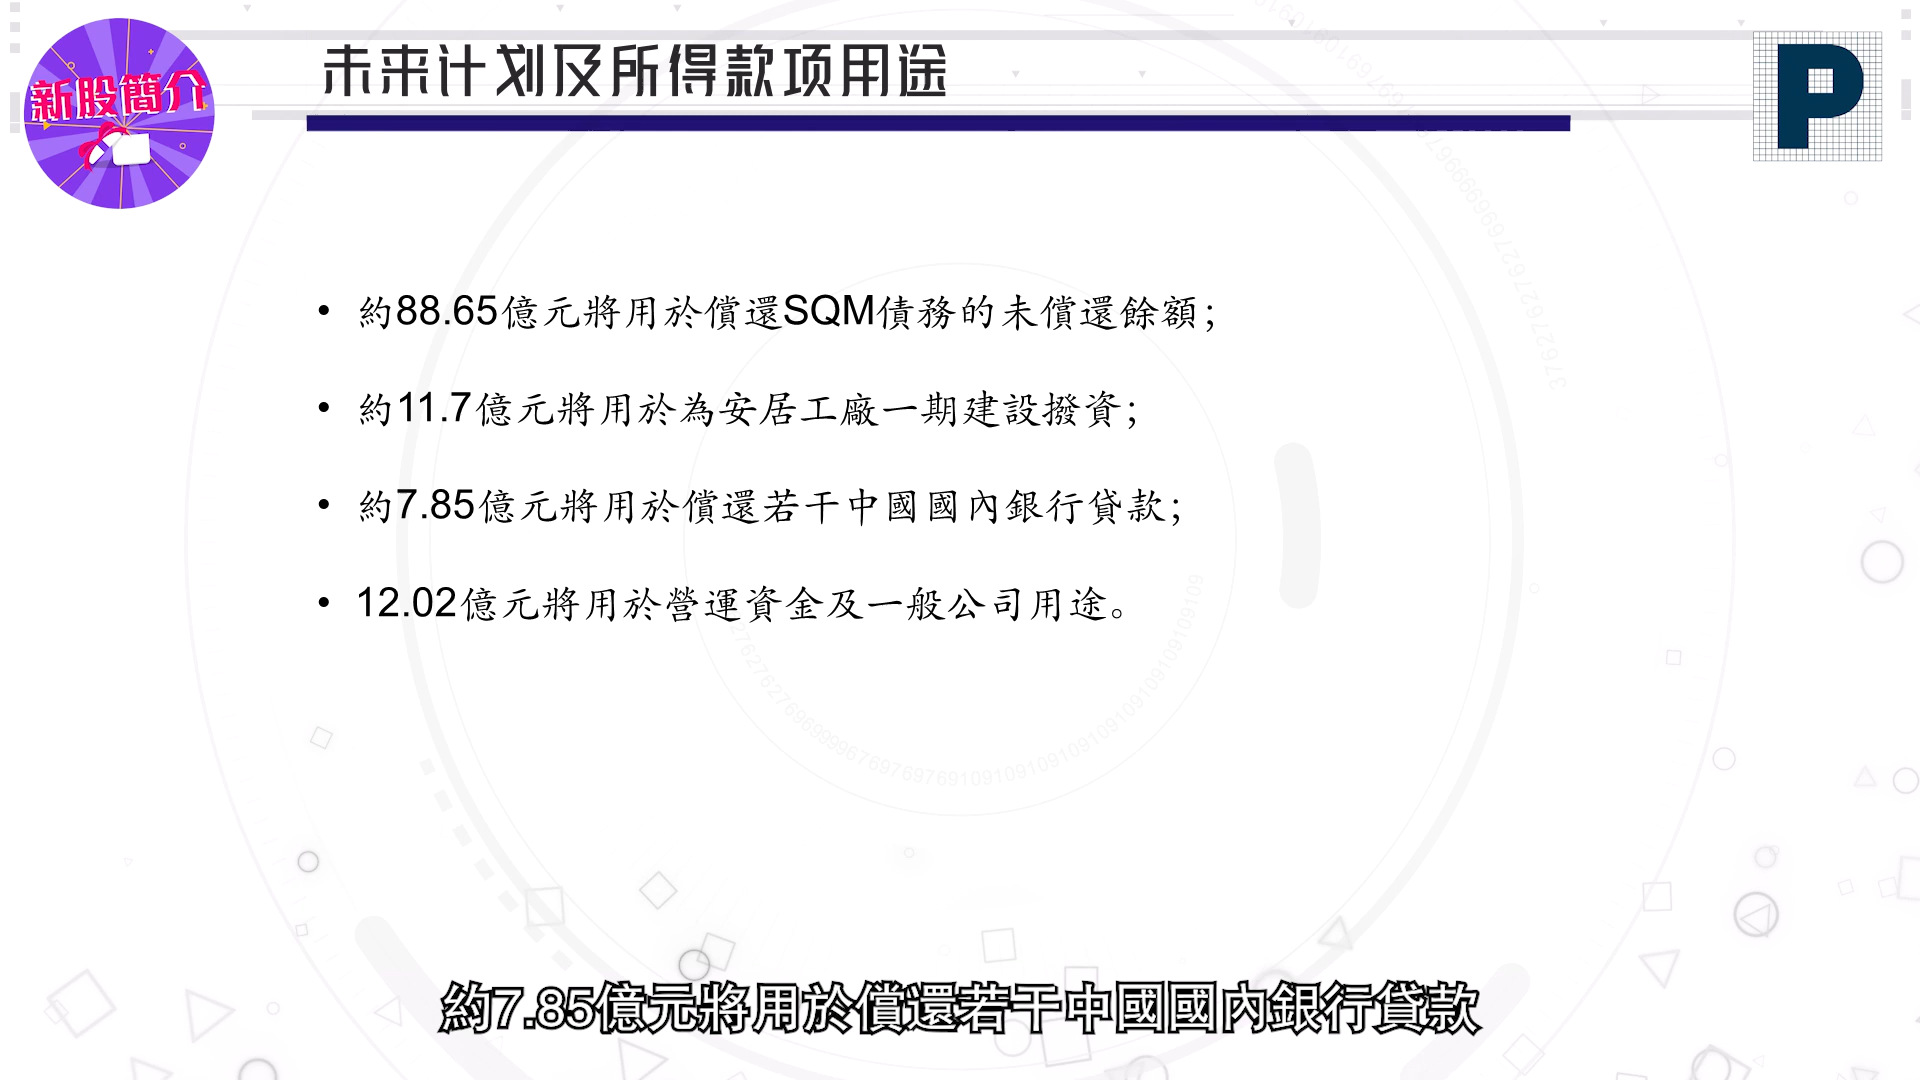 新股簡介
未来计划及所得款项用途
P
• 約88.65億元將用於償還SQM債務的未償還餘額；
• 約11.7億元將用於為安居工廠一期建設撥資；
• 約7.85億元將用於償還若干中國國內銀行貸款；
• 12.02億元將用於營運資金及一般公司用途。
約7.85億元將用於償還若干中國國內銀行貸款